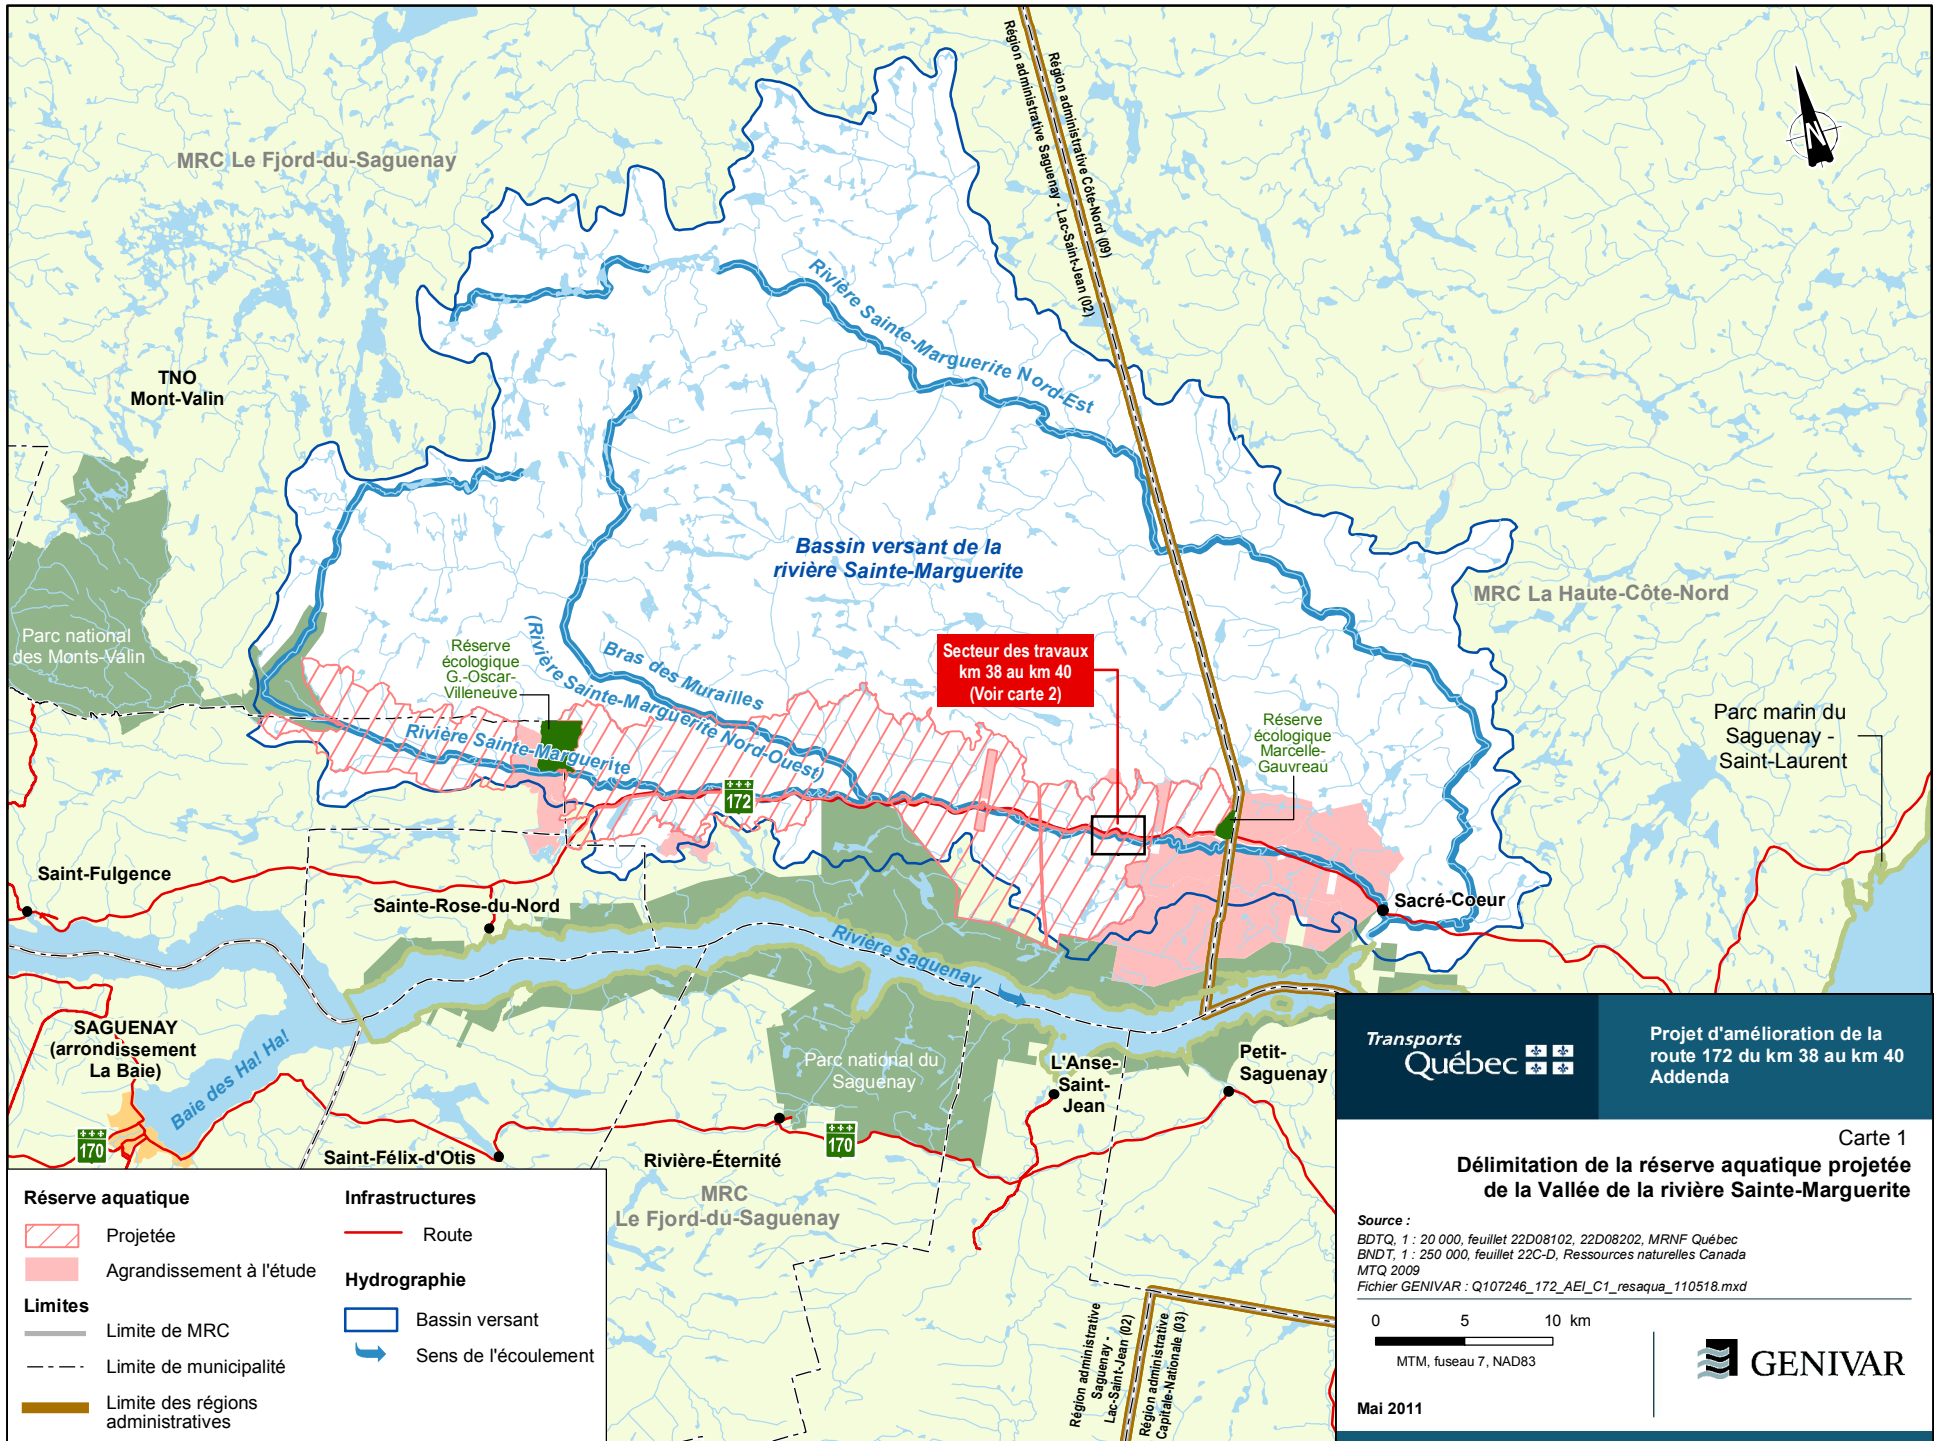 MRC Le Fjord-du-Saguenay
Région administrative Saguenay - Lac-Saint-Jean (02)
Région administrative Côte-Nord (09)
N
Rivière Sainte-Marguerite Nord-Est
TNO
Mont-Valin
Bassin versant de la
rivière Sainte-Marguerite
MRC La Haute-Côte-Nord
Parc national
des Monts-Valin
Réserve
écologique
G.-Oscar-
Villeneuve
Bras des Murailles
(Rivière Sainte-Marguerite Nord-Ouest)
Rivière Sainte-Marguerite
Secteur des travaux
km 38 au km 40
(Voir carte 2)
Réserve
écologique
Marcelle-
Gauvreau
Parc marin du
Saguenay -
Saint-Laurent
172
Saint-Fulgence
Sainte-Rose-du-Nord
Sacré-Coeur
Rivière Saguenay
SAGUENAY
(arrondissement
La Baie)
Baie des Ha! Ha!
Parc national du
Saguenay
L'Anse-
Saint-
Jean
Petit-
Saguenay
170
170
Saint-Félix-d'Otis
Rivière-Éternité
MRC
Le Fjord-du-Saguenay
Région administrative
Saguenay -
Lac-Saint-Jean (02)
Région administrative
Capitale-Nationale (03)
Réserve aquatique
Projetée
Agrandissement à l'étude
Limites
Limite de MRC
Limite de municipalité
Limite des régions
administratives
Infrastructures
Route
Hydrographie
Bassin versant
Sens de l'écoulement
Transports
Québec
Projet d'amélioration de la
route 172 du km 38 au km 40
Addenda
Carte 1
Délimitation de la réserve aquatique projetée
de la Vallée de la rivière Sainte-Marguerite
Source :
BDTQ, 1 : 20 000, feuillet 22D08102, 22D08202, MRNF Québec
BNDT, 1 : 250 000, feuillet 22C-D, Ressources naturelles Canada
MTQ 2009
Fichier GENIVAR : Q107246_172_AEI_C1_resaqua_110518.mxd
0 5 10 km
MTM, fuseau 7, NAD83
GENIVAR
Mai 2011